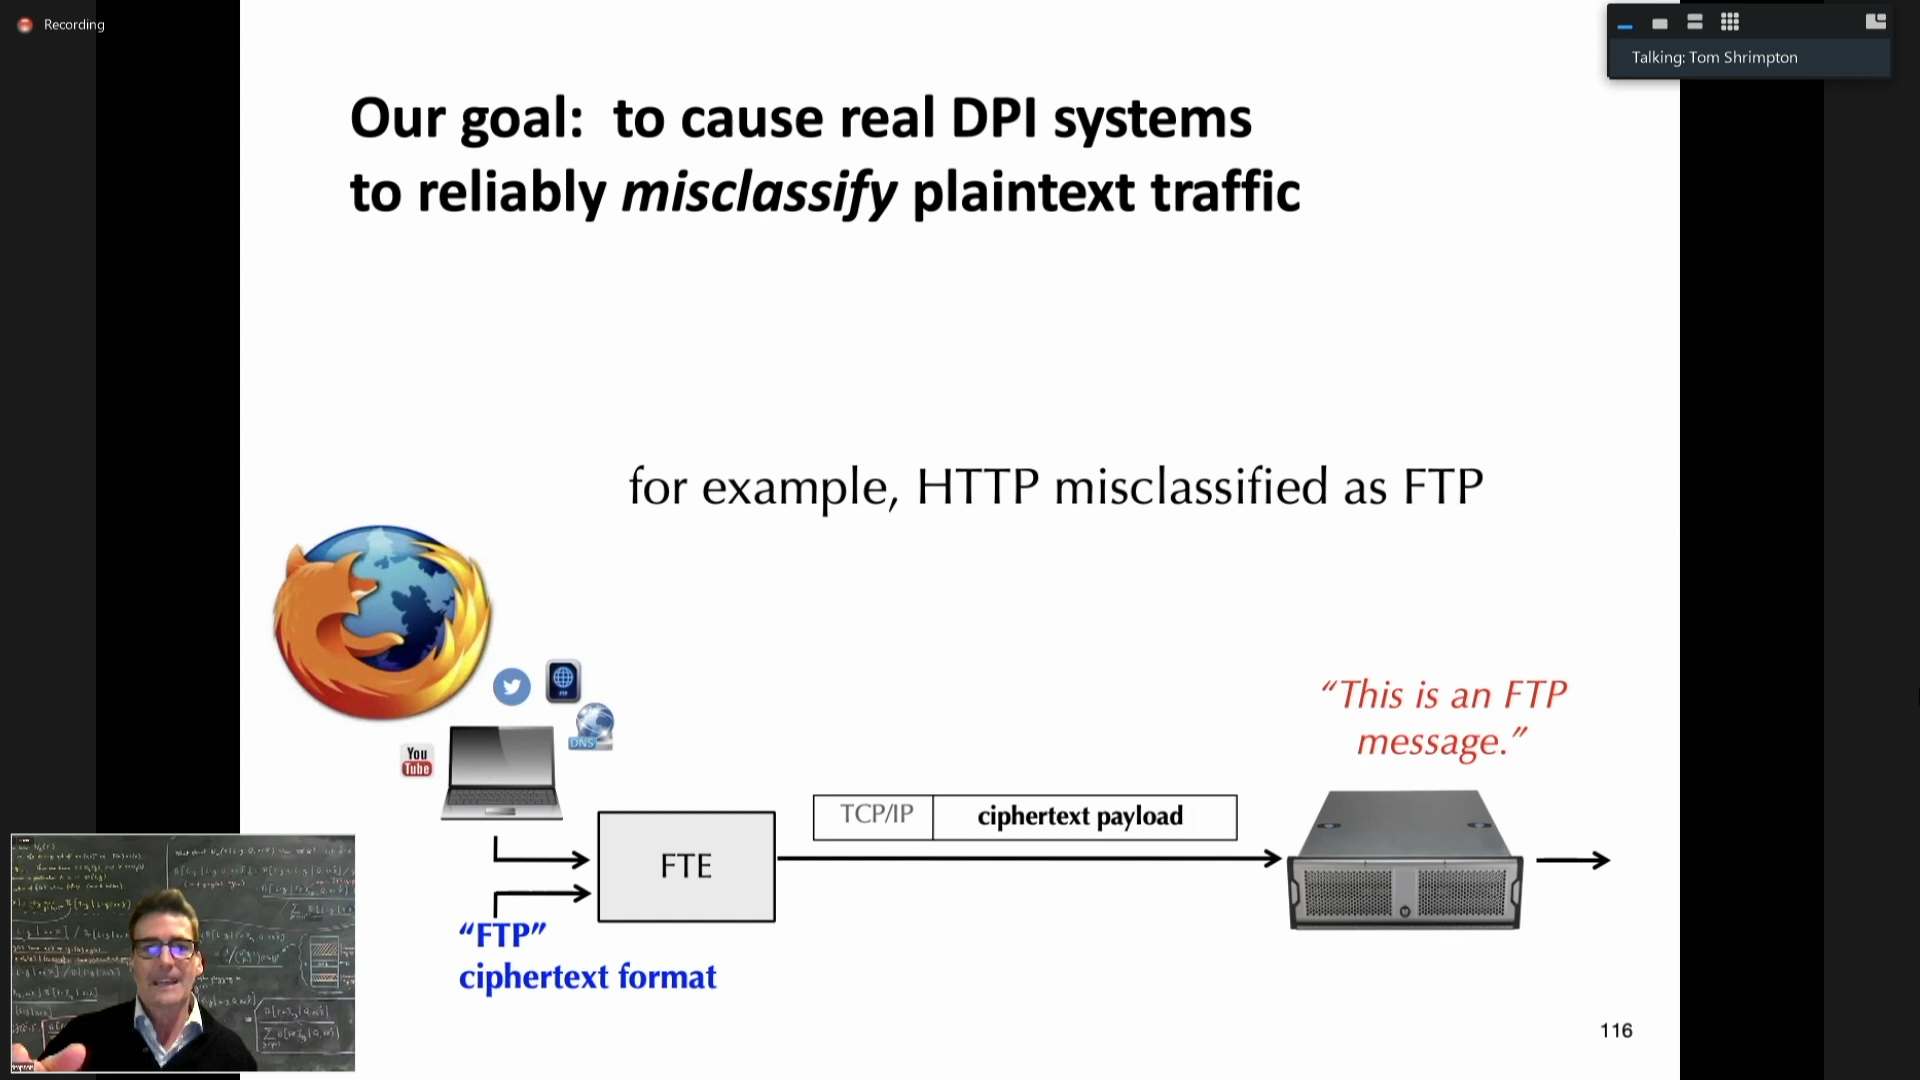 Recording
Talking: Tom Shrimpton
Our goal: to cause real DPI systems
to reliably misclassify plaintext traffic
for example, HTTP misclassified as FTP
FTP
DNS
You
Tube
“This is an FTP
message.”
TCP/IP
ciphertext payload
FTE
“FTP”
ciphertext format
116